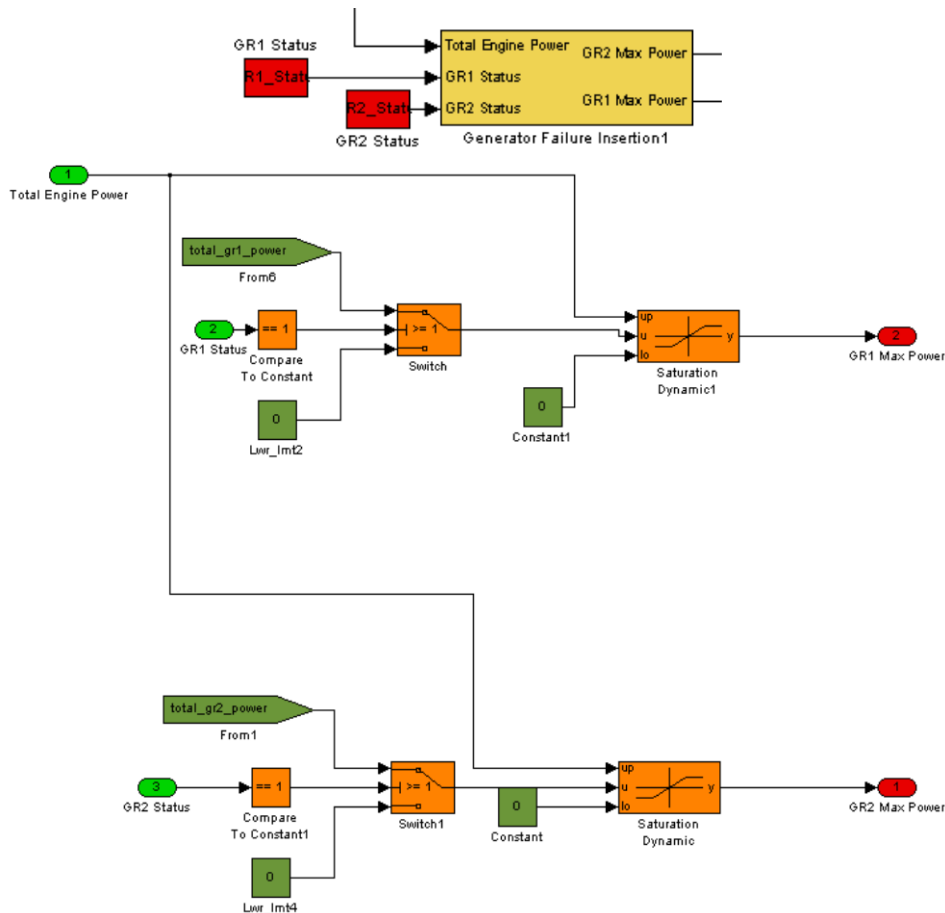 GR1 Status
R1_Stat
R2_Stat
GR2 Status
Total Engine Power
GR1 Status
GR2 Status
GR2 Max Power
GR1 Max Power
Generator Failure Insertion1
1
Total Engine Power
total_gr1_power
From6
2
GR1 Status
== 1
Compare
To Constant
>= 1
Switch
0
Lwr_lmt2
0
Constant1
up
u
lo
y
Saturation
Dynamic1
2
GR1 Max Power
total_gr2_power
From1
3
GR2 Status
== 1
Compare
To Constant1
>= 1
Switch1
0
Lwr_lmt4
0
Constant
up
u
lo
y
Saturation
Dynamic
1
GR2 Max Power